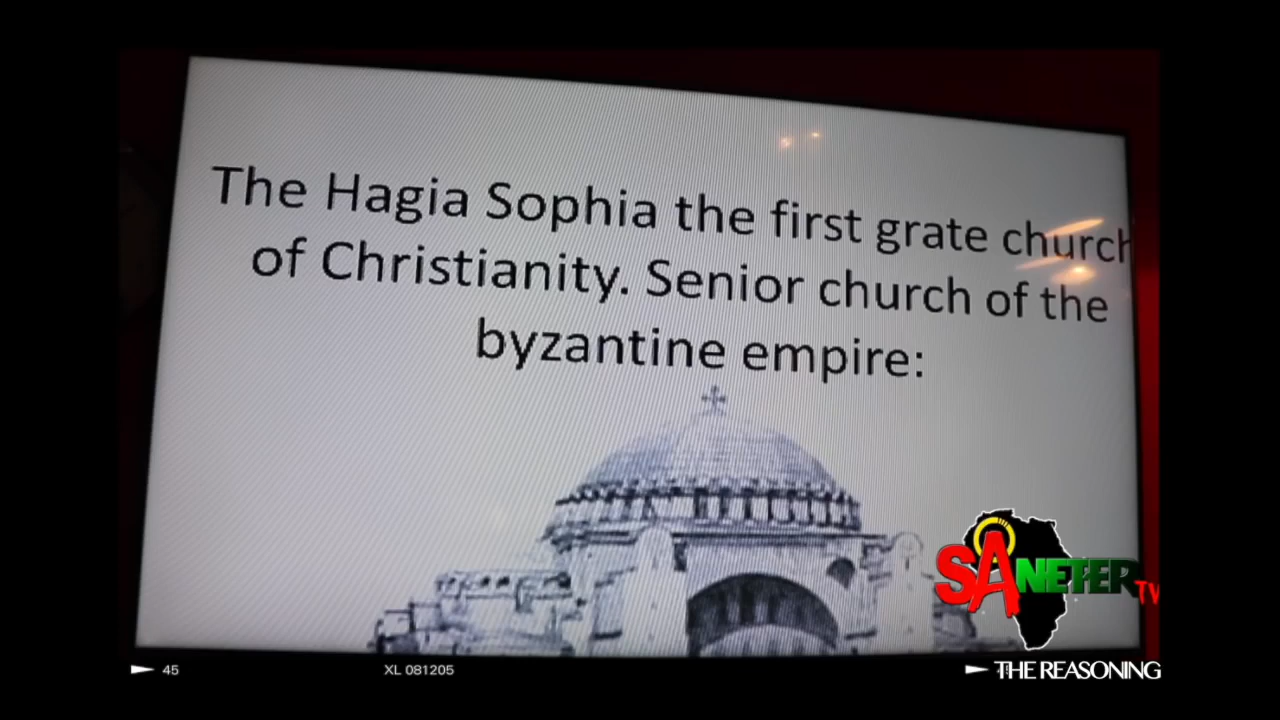 The Hagia Sophia the first grate church
of Christianity. Senior church of the
byzantine empire:
SANETER TV
45
XL 081205
THE REASONING